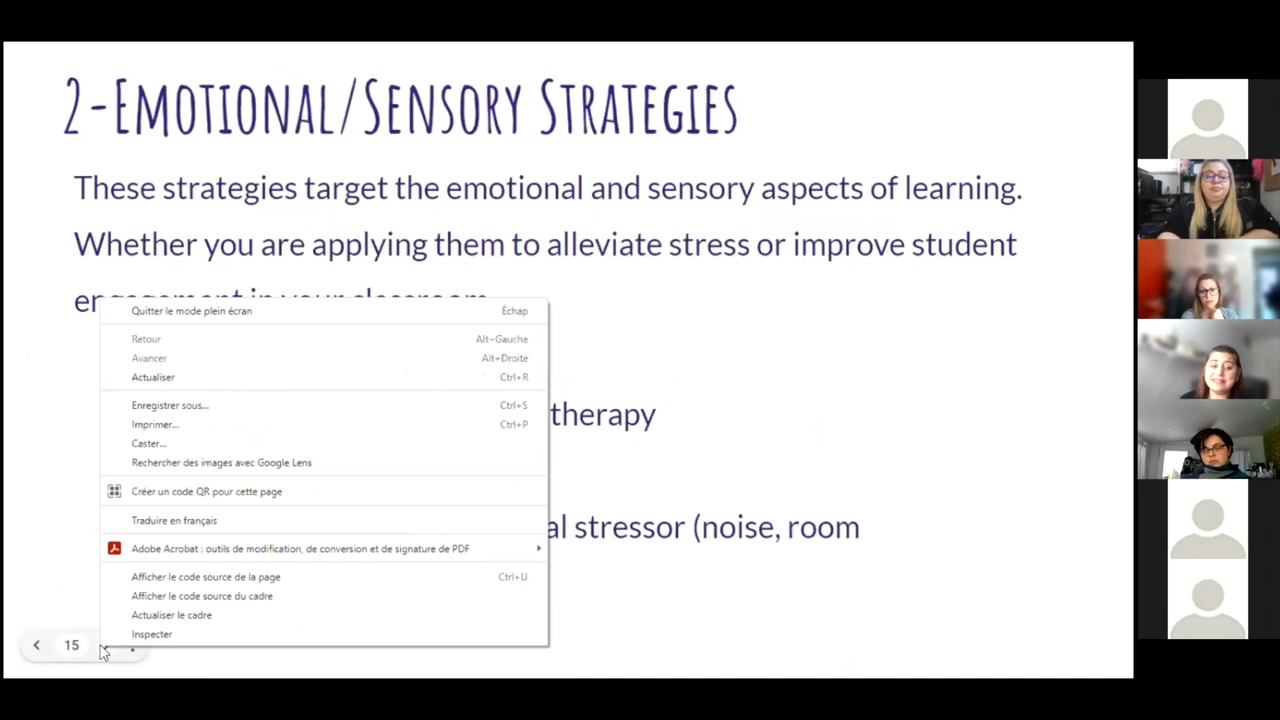 2-Emotional/Sensory Strategies
These strategies target the emotional and sensory aspects of learning.
Whether you are applying them to alleviate stress or improve student
Quitter le mode plein écran Échap
Retour Alt+Gauche
Avancer Alt+Droite
Actualiser Ctrl+R
Enregistrer sous... Ctrl+S
therapy
Imprimer... Ctrl+P
Caster...
Rechercher des images avec Google Lens
Créer un code QR pour cette page
Traduire en français
stressor (noise, room
Adobe Acrobat : outils de modification, de conversion et de signature de PDF
Afficher le code source de la page Ctrl+U
Afficher le code source du cadre
Actualiser le cadre
Inspecter
15